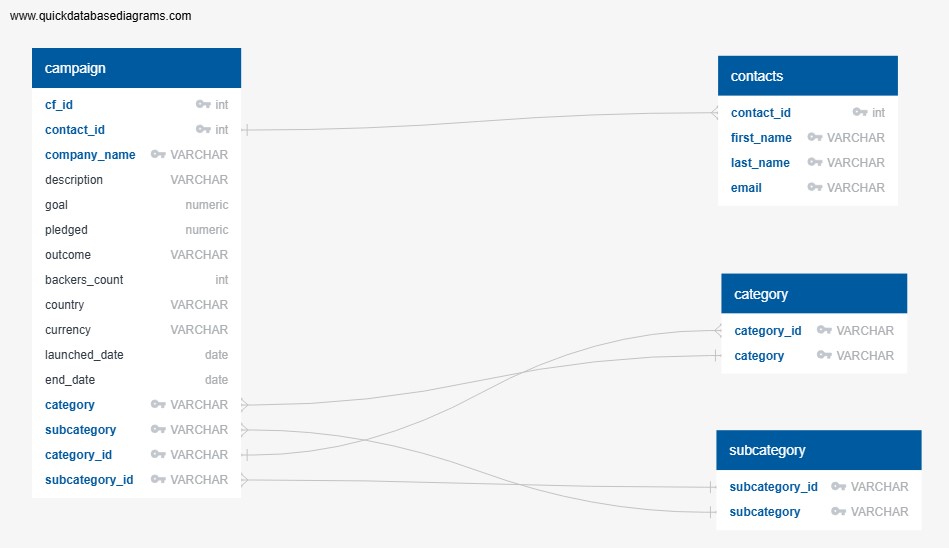 www.quickdatabasediagrams.com
campaign
cf_id int
contact_id int
company_name VARCHAR
description VARCHAR
goal numeric
pledged numeric
outcome VARCHAR
backers_count int
country VARCHAR
currency VARCHAR
launched_date date
end_date date
category VARCHAR
subcategory VARCHAR
category_id VARCHAR
subcategory_id VARCHAR
contacts
contact_id int
first_name VARCHAR
last_name VARCHAR
email VARCHAR
category
category_id VARCHAR
category VARCHAR
subcategory
subcategory_id VARCHAR
subcategory VARCHAR